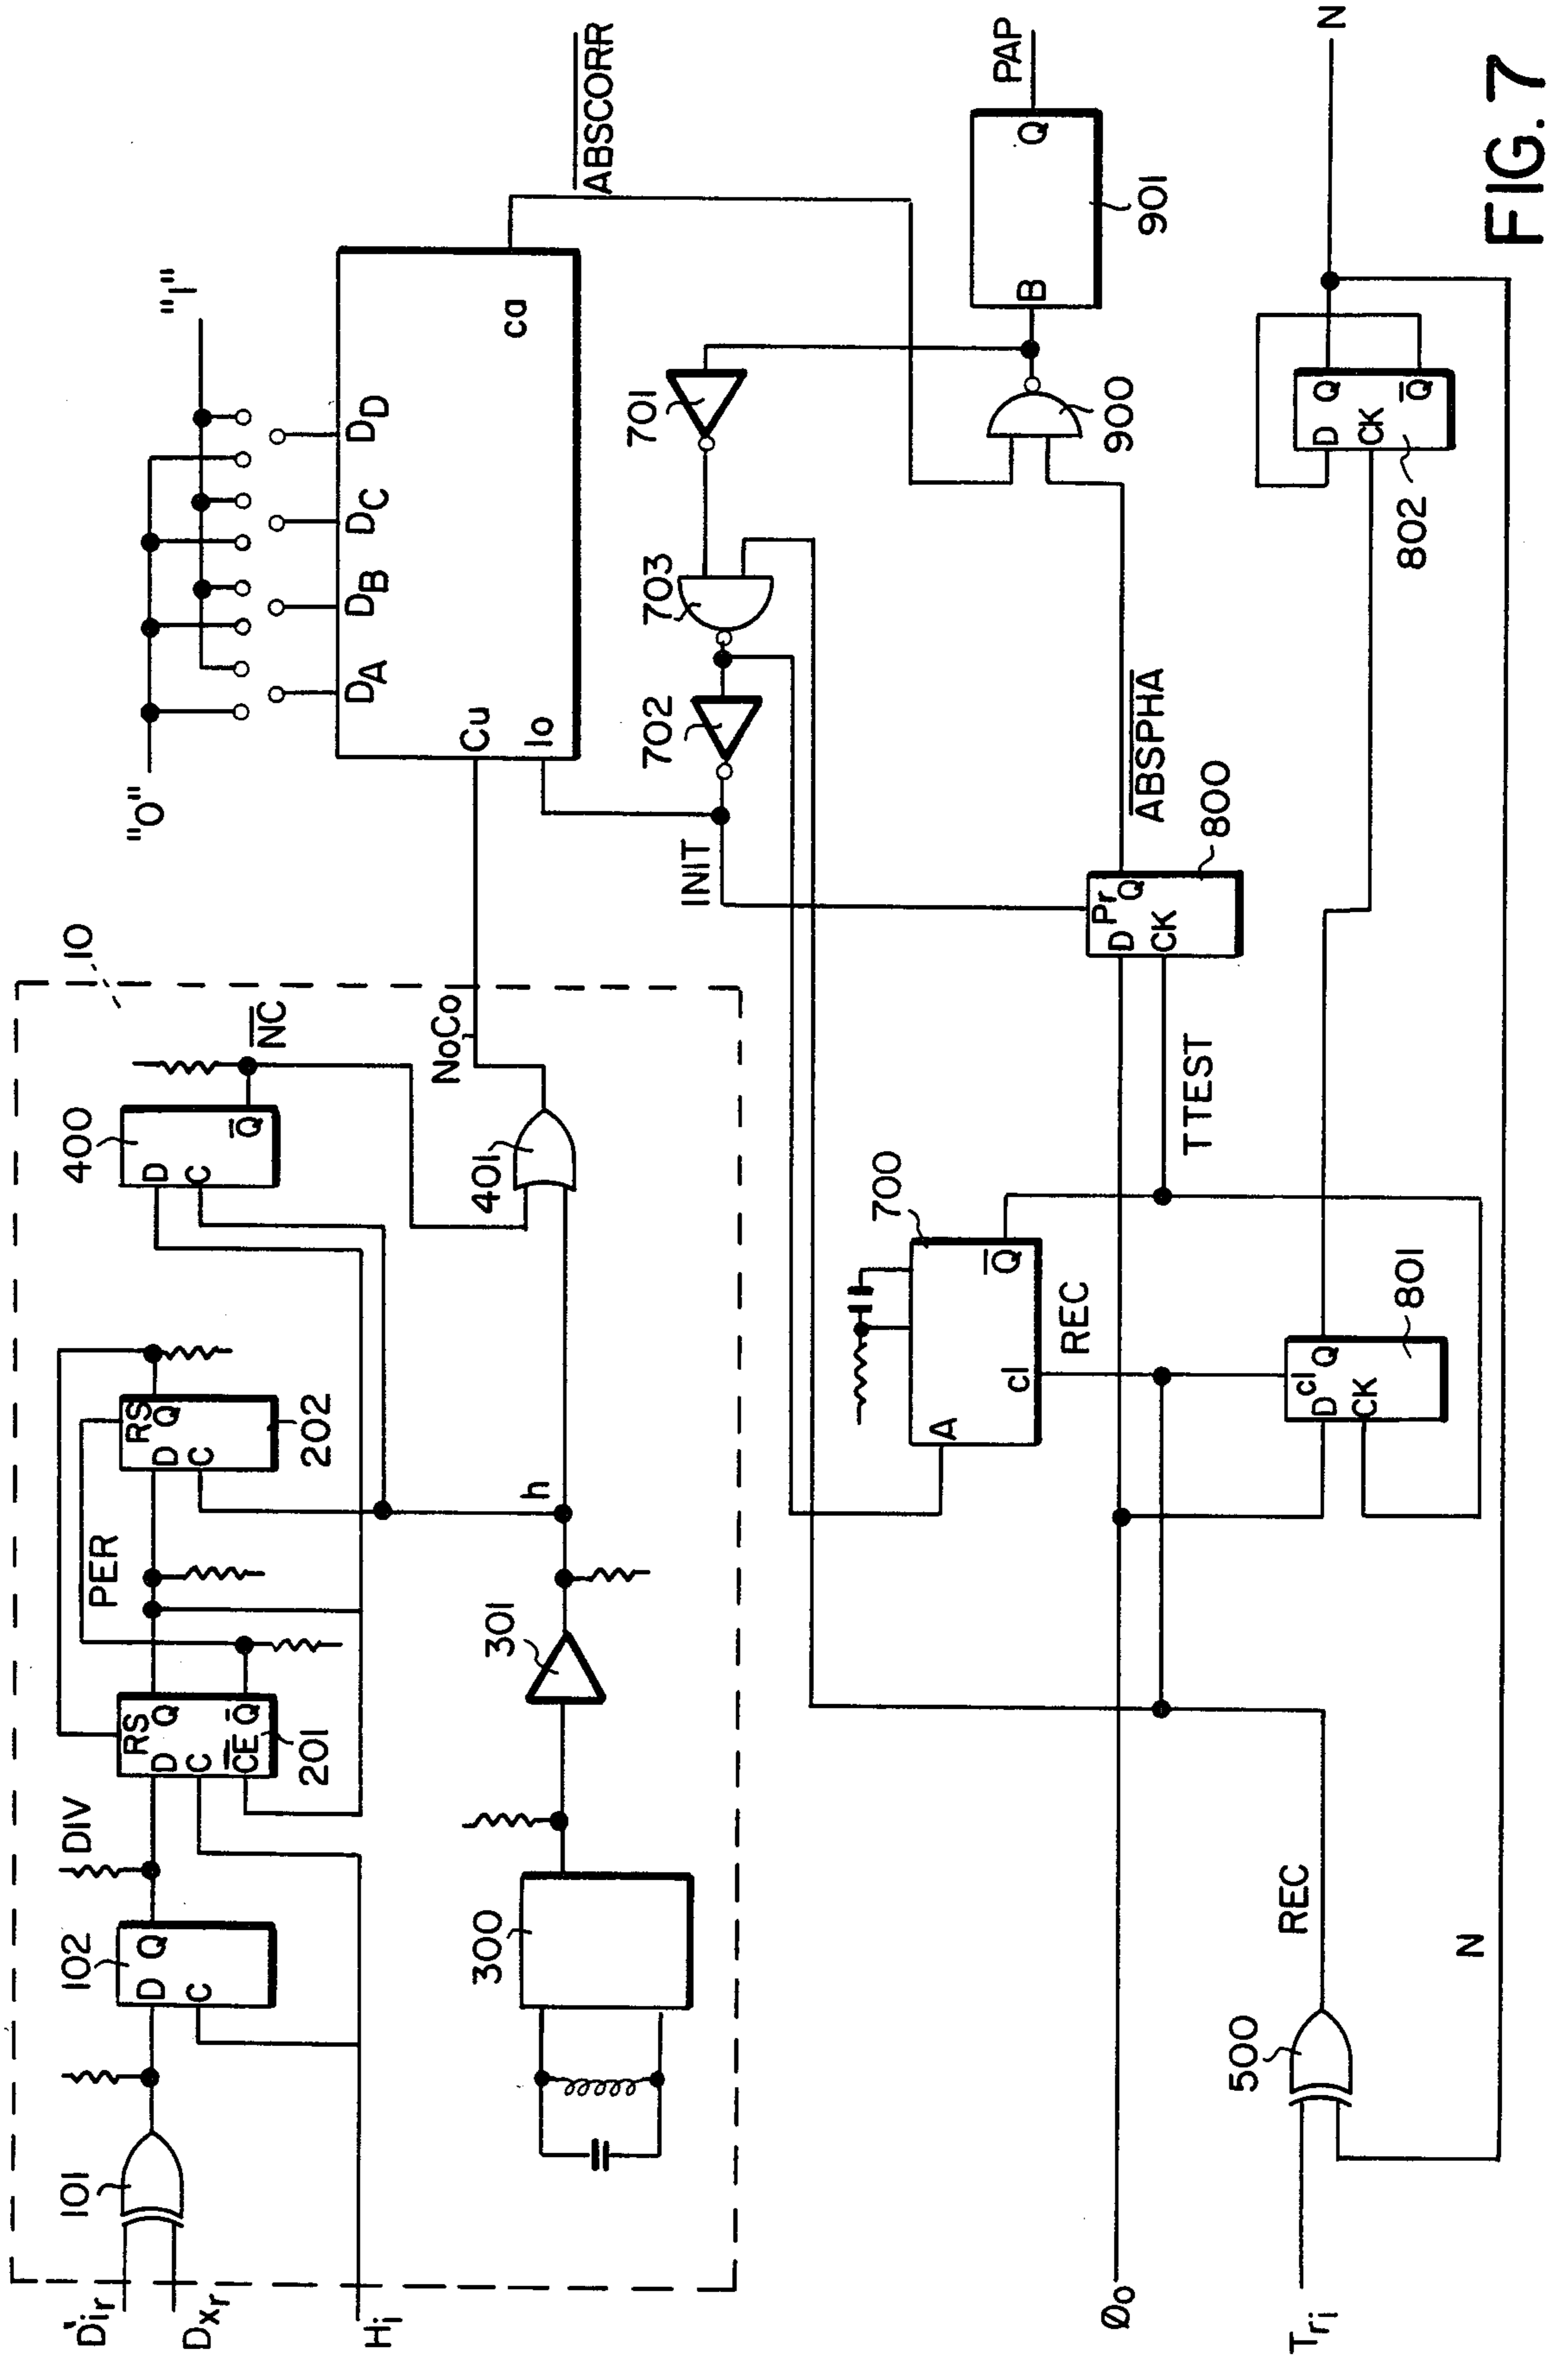 10
101
102
DIV
201
PER
202
400
D'ir
Dxr
Hi
D
Q
C
RS
D
Q
C
CE
Q
RS
D
Q
C
D
C
Q
NC
300
301
h
401
NoCo
"0"
"1"
DA
DB
DC
DD
Cu
Io
ca
ABSCORR
INIT
702
703
701
700
A
cl
Q
REC
TTEST
Pr
D
Q
CK
800
ABSPHA
900
B
Q
901
PAP
Øo
Tri
500
REC
N
cl
D
Q
CK
801
D
Q
CK
Q
802
N
FIG. 7